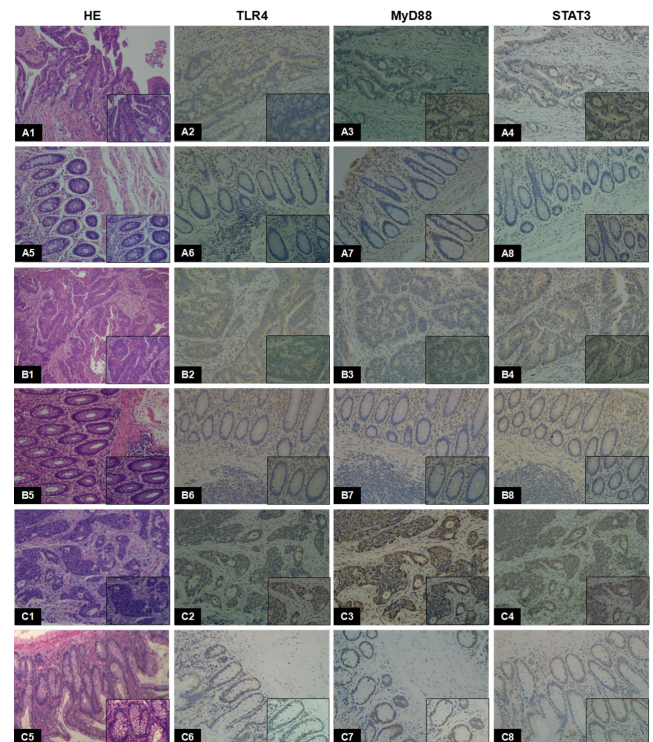 HE TLR4 MyD88 STAT3
A1 A2 A3 A4
A5 A6 A7 A8
B1 B2 B3 B4
B5 B6 B7 B8
C1 C2 C3 C4
C5 C6 C7 C8